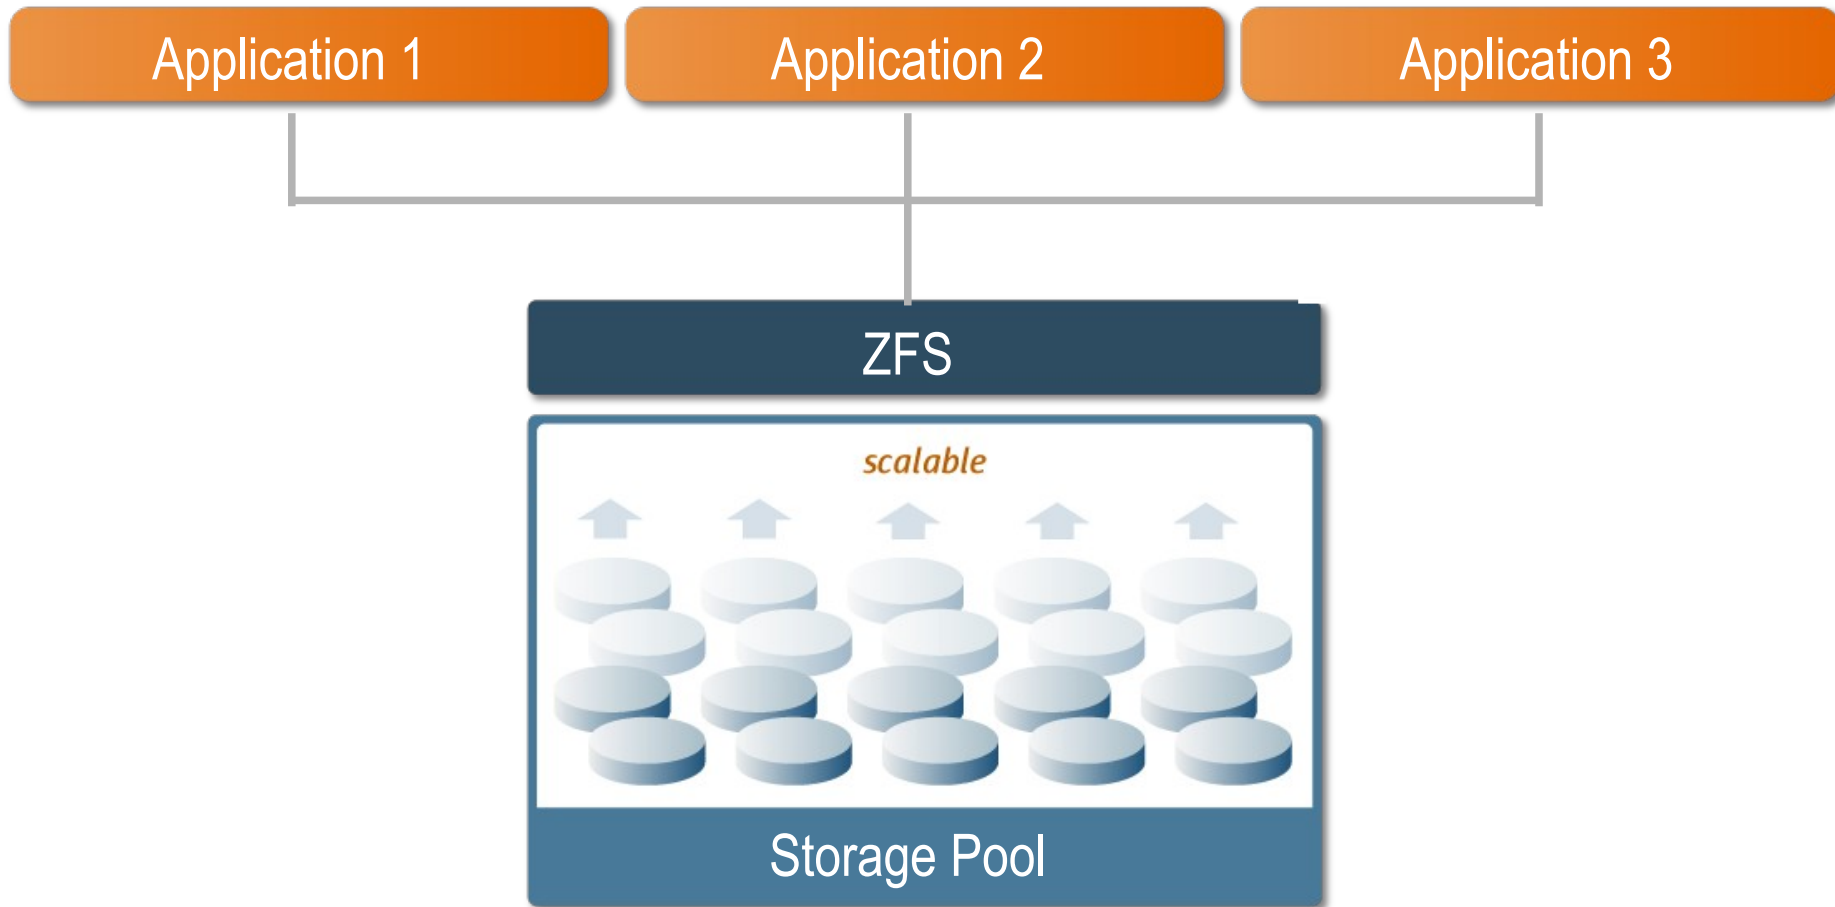 Application 1
Application 2
Application 3
ZFS
scalable
Storage Pool